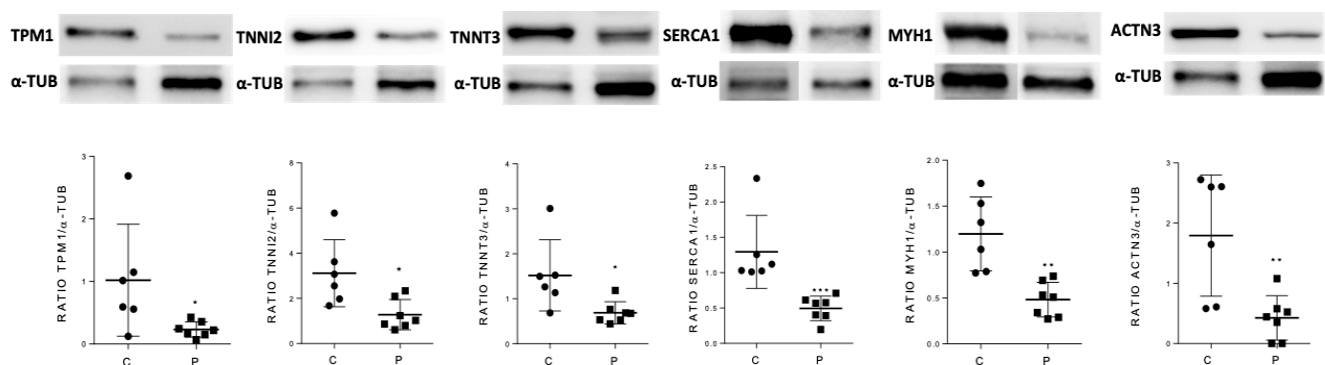 TPM1 TNNI2 TNNT3 SERCA1 MYH1 ACTN3
α-TUB α-TUB α-TUB α-TUB α-TUB α-TUB
RATIO TPM1/α-TUB
3
2
1
0
*
C P
RATIO TNNI2/α-TUB
8
6
4
2
0
*
C P
RATIO TNNT3/α-TUB
4
3
2
1
0
*
C P
RATIO SERCA1/α-TUB
2.5
2.0
1.5
1.0
0.5
0.0
***
C P
RATIO MYH1/α-TUB
2.0
1.5
1.0
0.5
0.0
**
C P
RATIO ACTN3/α-TUB
3
2
1
0
**
C P